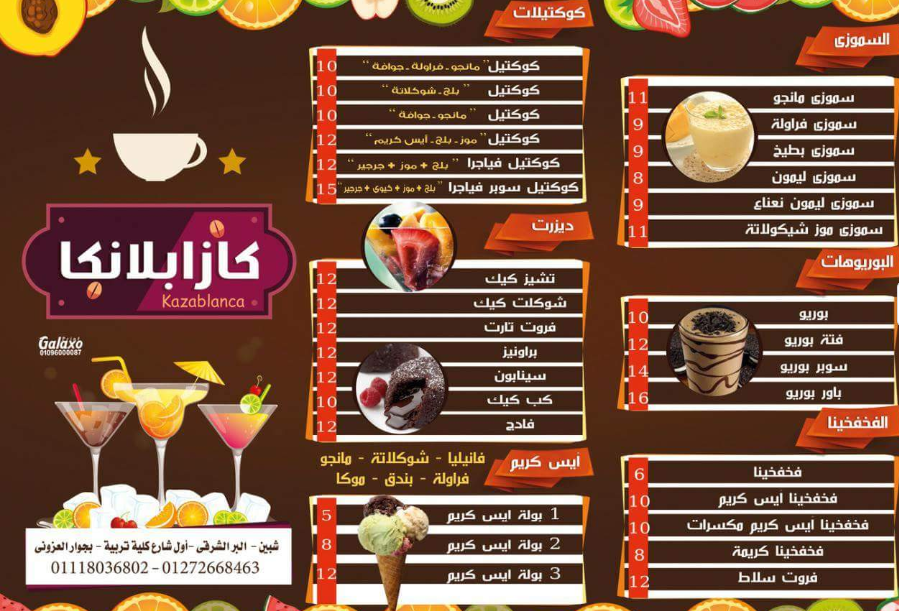 السموزى
سموزى مانجو 11
سموزى فراولة 9
سموزى بطيخ 9
سموزى ليمون 8
سموزى ليمون نعناع 9
سموزى موز شيكولاتة 11
البوريوهات
بوريو 10
فتة بوريو 12
سوبر بوريو 14
باور بوريو 16
الفخفخينا
فخفخينا 6
فخفخينا ايس كريم 10
فخفخينا أيس كريم مكسرات 10
فخفخينا كريمة 8
فروت سلاط 12
كوكتيلات
كوكتيل " مانجو - فراولة - جوافة " 10
كوكتيل " بلح - شوكلاتة " 10
كوكتيل " مانجو - جوافة " 10
كوكتيل " موز - بلح - أيس كريم " 12
كوكتيل فياجرا " بلح + موز + جرجير " 12
كوكتيل سوبر فياجرا " بلح + موز + كيوي + جرجير " 15
ديزرت
تشيز كيك 12
شوكلت كيك 12
فروت تارت 12
براونيز 12
سينابون 12
كب كيك 10
فادج 12
أيس كريم
فانيليا - شوكلاتة - مانجو
فراولة - بندق - موكا
1 بولة ايس كريم 5
2 بولة ايس كريم 8
3 بولة ايس كريم 12
كازابلانكا
Kazablanca
Galaxo
01096000087
شبين - البر الشرقى - أول شارع كلية تربية - بجوار العزونى
01118036802 - 01272668463